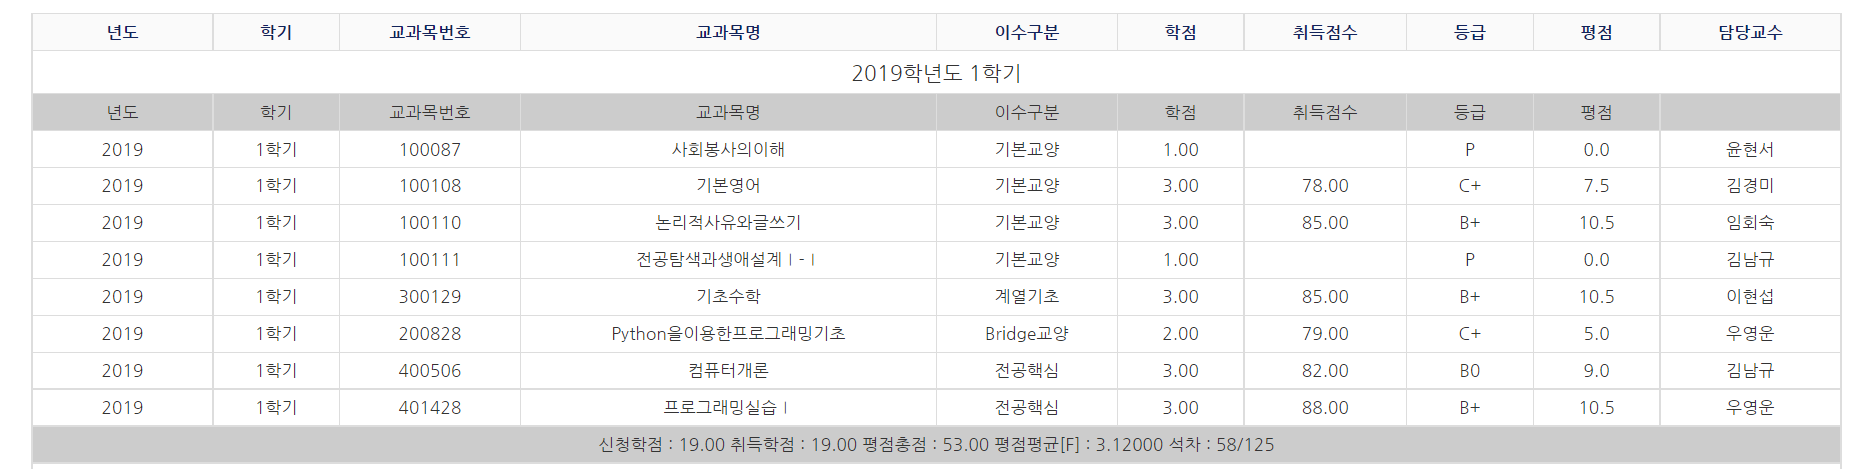 년도 학기 교과목번호 교과목명 이수구분 학점 취득점수 등급 평점 담당교수
2019학년도 1학기
년도 학기 교과목번호 교과목명 이수구분 학점 취득점수 등급 평점
2019 1학기 100087 사회봉사의이해 기본교양 1.00 P 0.0 윤현서
2019 1학기 100108 기본영어 기본교양 3.00 78.00 C+ 7.5 김경미
2019 1학기 100110 논리적사유와글쓰기 기본교양 3.00 85.00 B+ 10.5 임회숙
2019 1학기 100111 전공탐색과생애설계Ⅰ-Ⅰ 기본교양 1.00 P 0.0 김남규
2019 1학기 300129 기초수학 계열기초 3.00 85.00 B+ 10.5 이현섭
2019 1학기 200828 Python을이용한프로그래밍기초 Bridge교양 2.00 79.00 C+ 5.0 우영운
2019 1학기 400506 컴퓨터개론 전공핵심 3.00 82.00 B0 9.0 김남규
2019 1학기 401428 프로그래밍실습Ⅰ 전공핵심 3.00 88.00 B+ 10.5 우영운
신청학점 : 19.00 취득학점 : 19.00 평점총점 : 53.00 평점평균[F] : 3.12000 석차 : 58/125